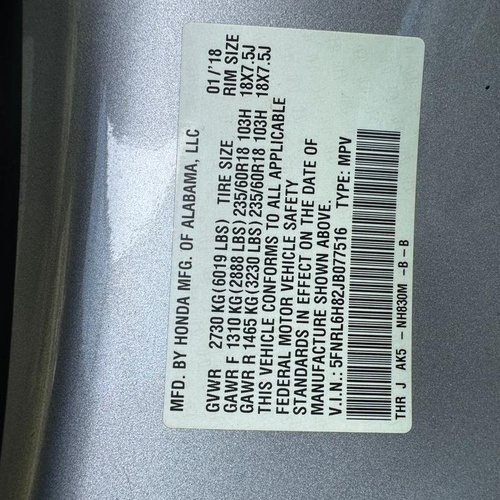 MFD. BY HONDA MFG. OF ALABAMA, LLC 01/'18
GVWR 2730 KG(6019 LBS) TIRE SIZE RIM SIZE
GAWR F 1310 KG(2888 LBS)235/60R18 103H 18X7.5J
GAWR R 1465 KG(3230 LBS)235/60R18 103H 18X7.5J
THIS VEHICLE CONFORMS TO ALL APPLICABLE
FEDERAL MOTOR VEHICLE SAFETY
STANDARDS IN EFFECT ON THE DATE OF
MANUFACTURE SHOWN ABOVE.
V.I.N.: 5FNRL6H82JB077516 TYPE: MPV
THR J AK5 - NH830M -B-B